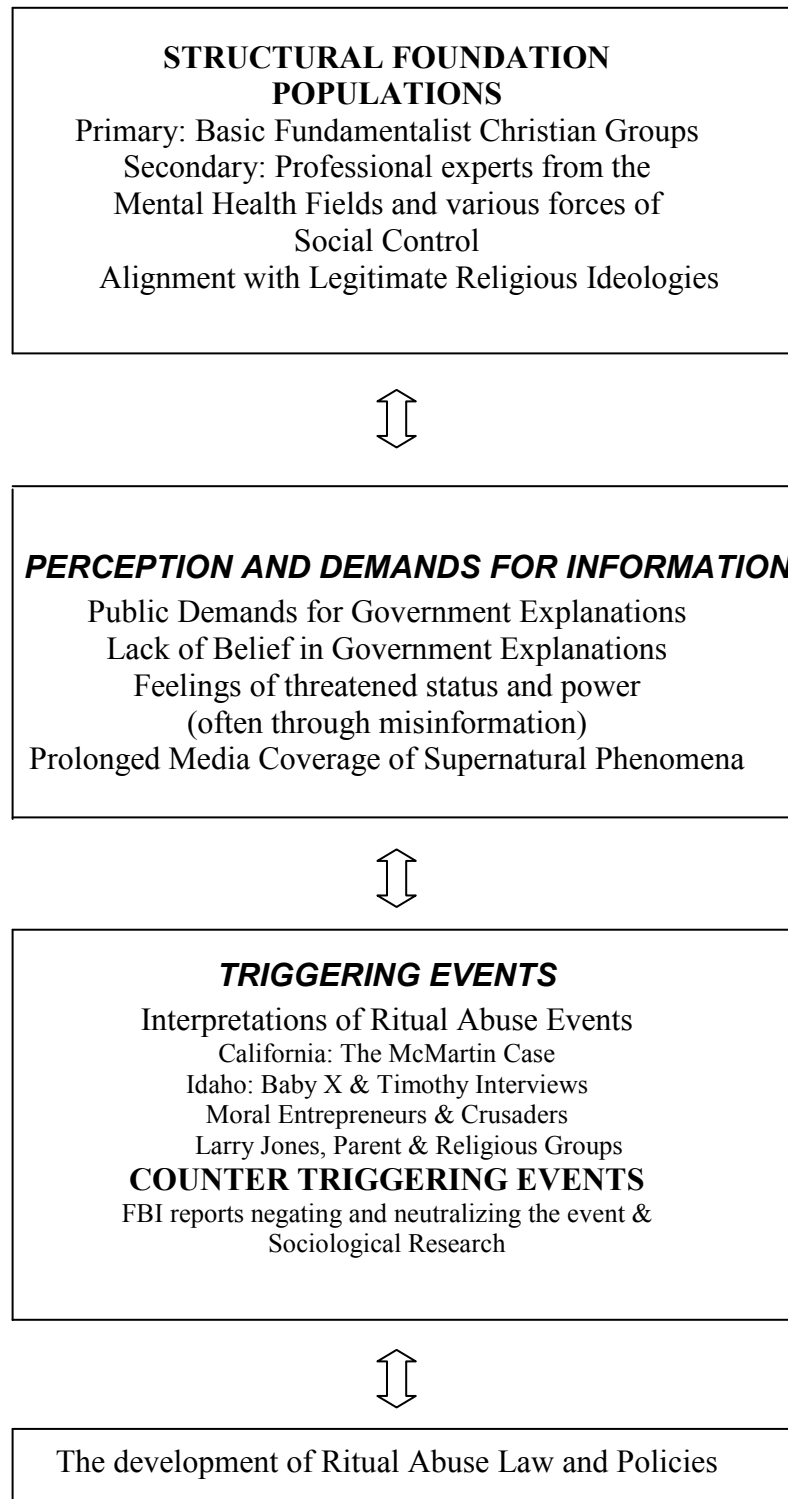 STRUCTURAL FOUNDATION
POPULATIONS
Primary: Basic Fundamentalist Christian Groups
Secondary: Professional experts from the
Mental Health Fields and various forces of
Social Control
Alignment with Legitimate Religious Ideologies
PERCEPTION AND DEMANDS FOR INFORMATION
Public Demands for Government Explanations
Lack of Belief in Government Explanations
Feelings of threatened status and power
(often through misinformation)
Prolonged Media Coverage of Supernatural Phenomena
TRIGGERING EVENTS
Interpretations of Ritual Abuse Events
California: The McMartin Case
Idaho: Baby X & Timothy Interviews
Moral Entrepreneurs & Crusaders
Larry Jones, Parent & Religious Groups
COUNTER TRIGGERING EVENTS
FBI reports negating and neutralizing the event &
Sociological Research
The development of Ritual Abuse Law and Policies